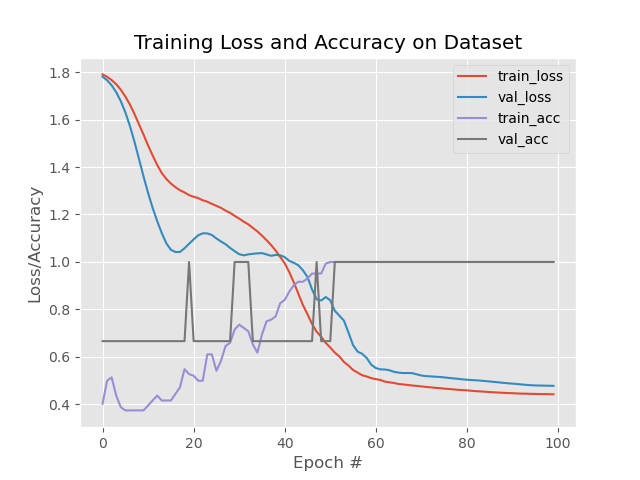 Training Loss and Accuracy on Dataset
train_loss
val_loss
train_acc
val_acc
1.8
1.6
1.4
1.2
1.0
0.8
0.6
0.4
Loss/Accuracy
0 20 40 60 80 100
Epoch #